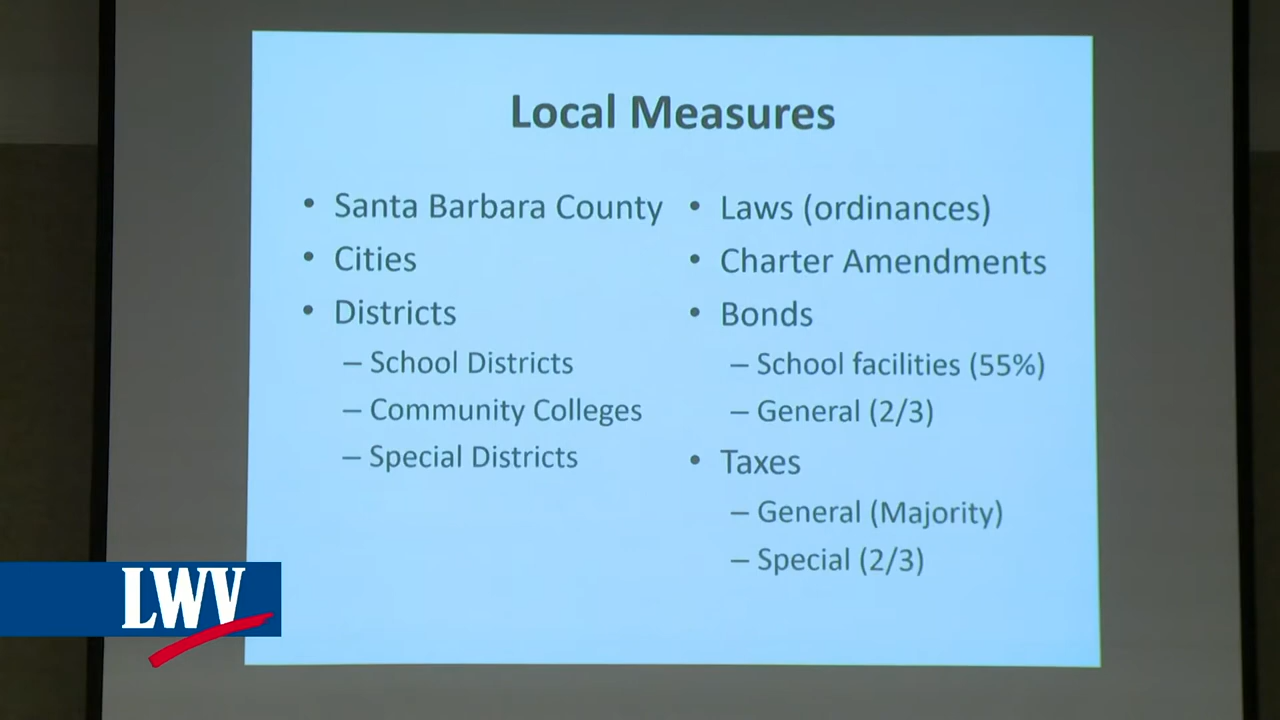 Local Measures
• Santa Barbara County
• Cities
• Districts
– School Districts
– Community Colleges
– Special Districts
• Laws (ordinances)
• Charter Amendments
• Bonds
– School facilities (55%)
– General (2/3)
• Taxes
– General (Majority)
– Special (2/3)
LWV